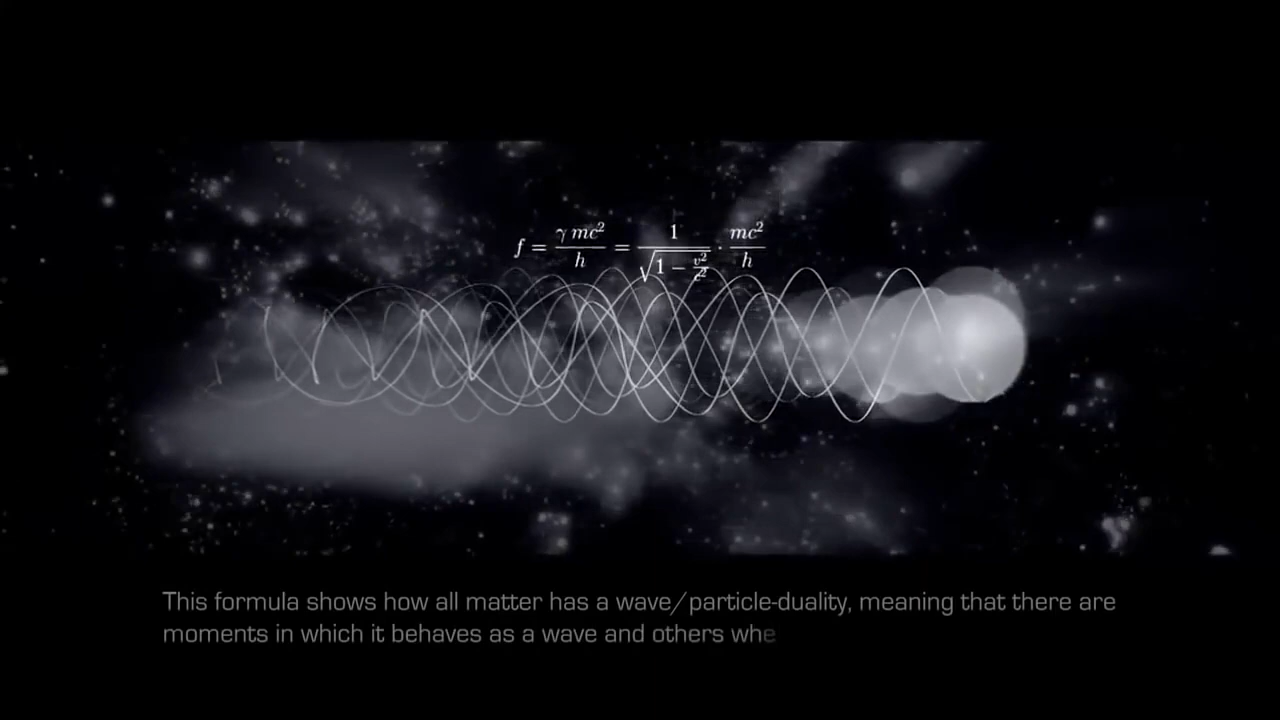 f = γ mc² / h = 1 / √(1 − v²/c²) · mc² / h
This formula shows how all matter has a wave/particle-duality, meaning that there are
moments in which it behaves as a wave and others whe